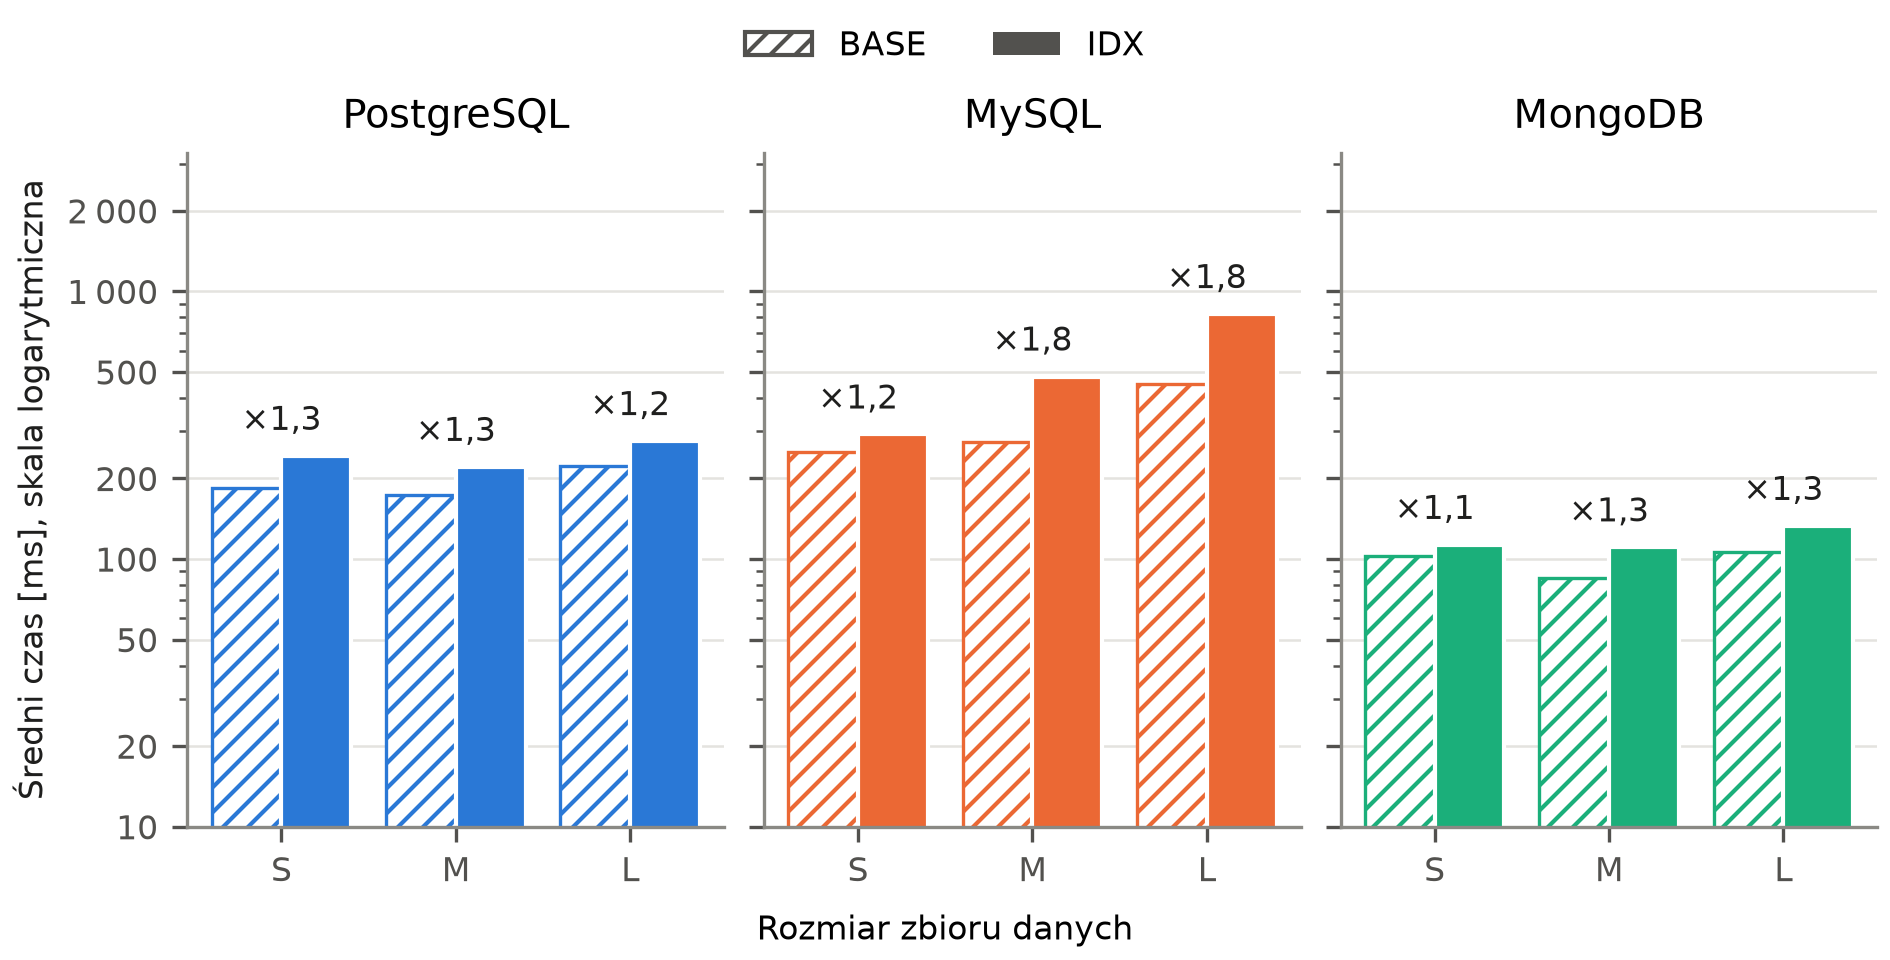 BASE IDX
PostgreSQL MySQL MongoDB
Średni czas [ms], skala logarytmiczna
2 000
1 000
500
200
100
50
20
10
×1,3 ×1,3 ×1,2
×1,2 ×1,8 ×1,8
×1,1 ×1,3 ×1,3
S M L S M L S M L
Rozmiar zbioru danych